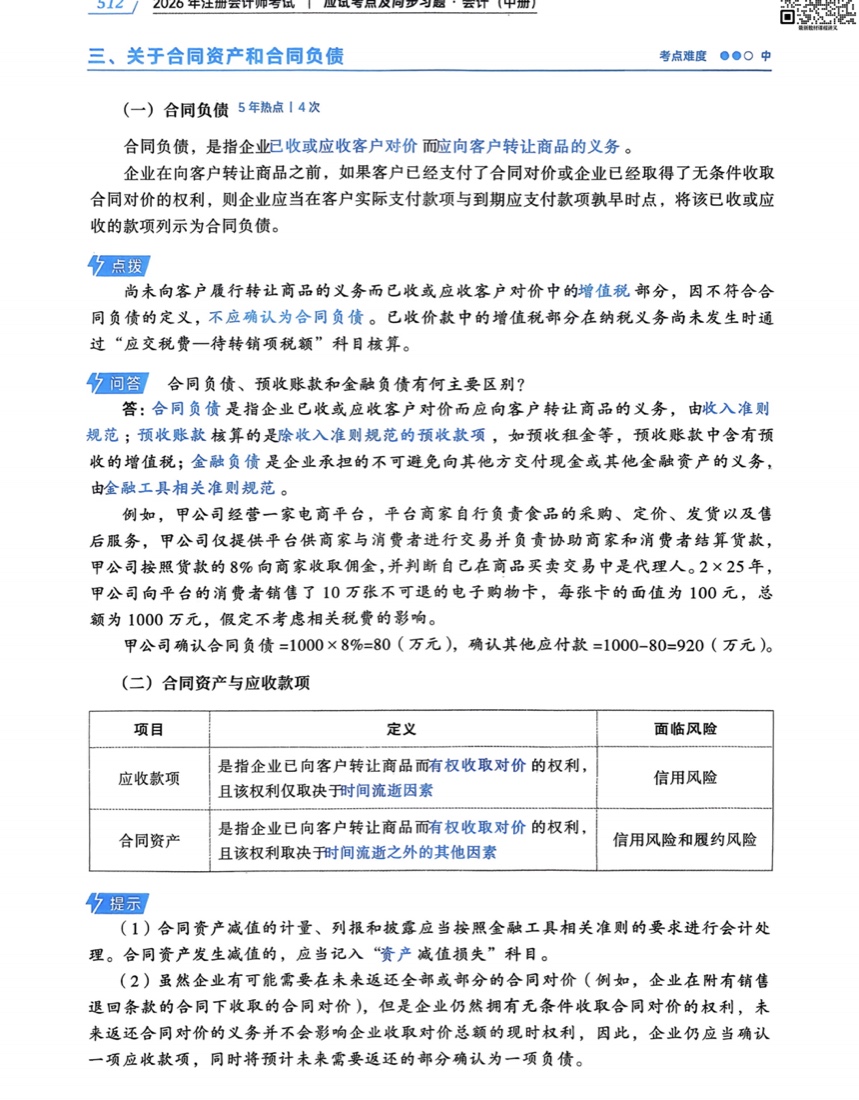 512 2026年注册会计师考试 | 应试考点及同步习题·会计（中册）
三、关于合同资产和合同负债 考点难度 中
（一）合同负债 5年热点|4次
合同负债，是指企业已收或应收客户对价而应向客户转让商品的义务。
企业在向客户转让商品之前，如果客户已经支付了合同对价或企业已经取得了无条件收取
合同对价的权利，则企业应当在客户实际支付款项与到期应支付款项孰早时点，将该已收或应
收的款项列示为合同负债。
点拨
尚未向客户履行转让商品的义务而已收或应收客户对价中的增值税部分，因不符合合
同负债的定义，不应确认为合同负债。已收价款中的增值税部分在纳税义务尚未发生时通
过“应交税费—待转销项税额”科目核算。
问答 合同负债、预收账款和金融负债有何主要区别？
答：合同负债是指企业已收或应收客户对价而应向客户转让商品的义务，由收入准则
规范；预收账款核算的是除收入准则规范的预收款项，如预收租金等，预收账款中含有预
收的增值税；金融负债是企业承担的不可避免向其他方交付现金或其他金融资产的义务，
由金融工具相关准则规范。
例如，甲公司经营一家电商平台，平台商家自行负责食品的采购、定价、发货以及售
后服务，甲公司仅提供平台供商家与消费者进行交易并负责协助商家和消费者结算货款，
甲公司按照货款的8%向商家收取佣金，并判断自己在商品买卖交易中是代理人。2×25年，
甲公司向平台的消费者销售了10万张不可退的电子购物卡，每张卡的面值为100元，总
额为1000万元，假定不考虑相关税费的影响。
甲公司确认合同负债=1000×8%=80（万元），确认其他应付款=1000-80=920（万元）。
（二）合同资产与应收款项
项目 定义 面临风险
应收款项 是指企业已向客户转让商品而有权收取对价的权利，
且该权利仅取决于时间流逝因素 信用风险
合同资产 是指企业已向客户转让商品而有权收取对价的权利，
且该权利取决于时间流逝之外的其他因素 信用风险和履约风险
提示
（1）合同资产减值的计量、列报和披露应当按照金融工具相关准则的要求进行会计处
理。合同资产发生减值的，应当记入“资产减值损失”科目。
（2）虽然企业有可能需要在未来返还全部或部分的合同对价（例如，企业在附有销售
退回条款的合同下收取的合同对价），但是企业仍然拥有无条件收取合同对价的权利，未
来返还合同对价的义务并不会影响企业收取对价总额的现时权利，因此，企业仍应当确认
一项应收款项，同时将预计未来需要返还的部分确认为一项负债。